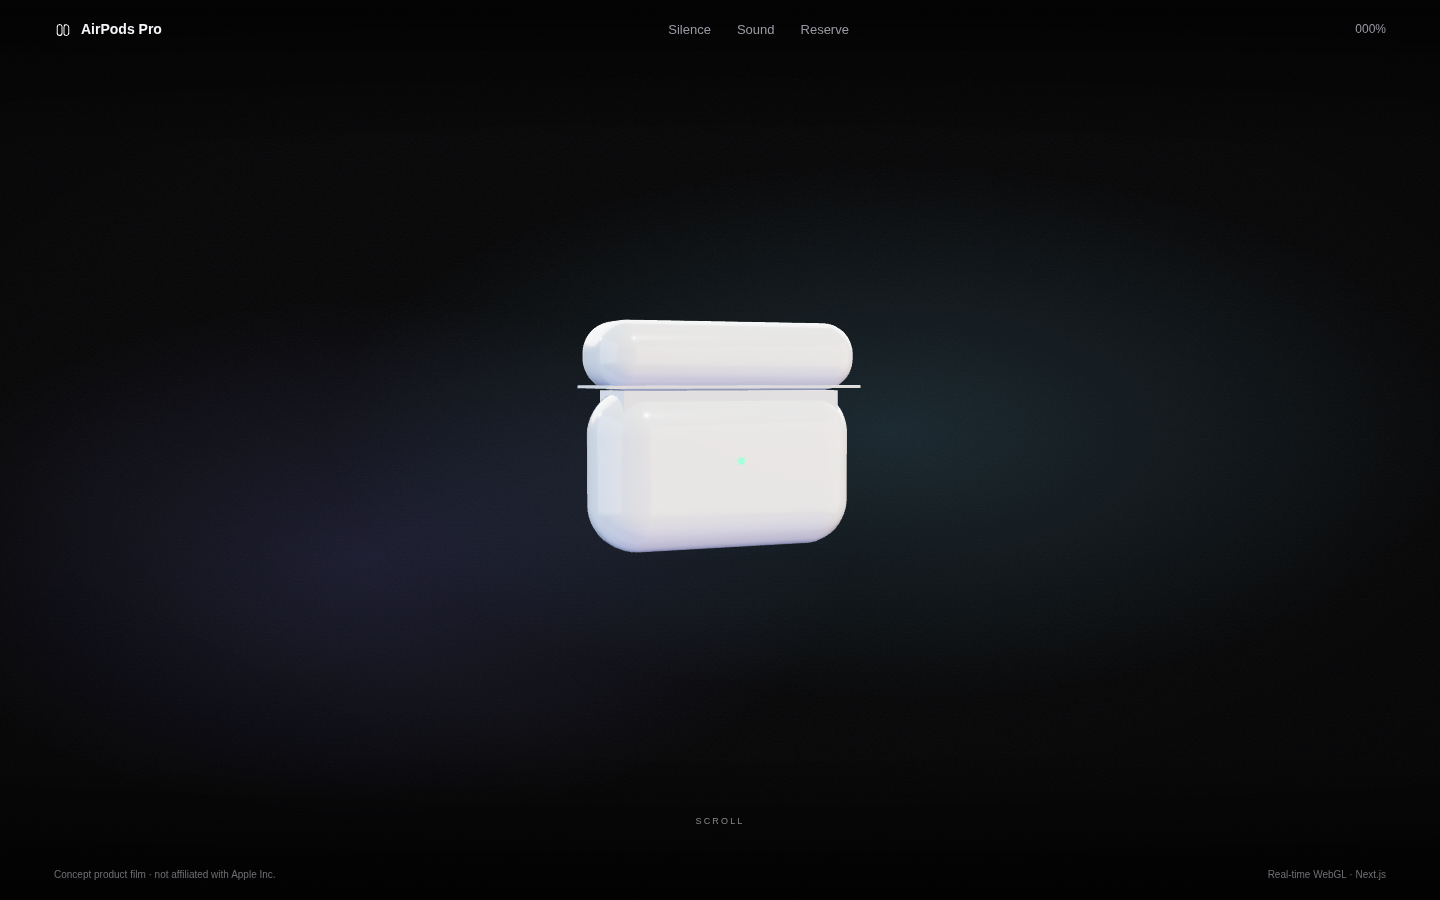 AirPods Pro
Silence
Sound
Reserve
000%
SCROLL
Concept product film · not affiliated with Apple Inc.
Real-time WebGL · Next.js